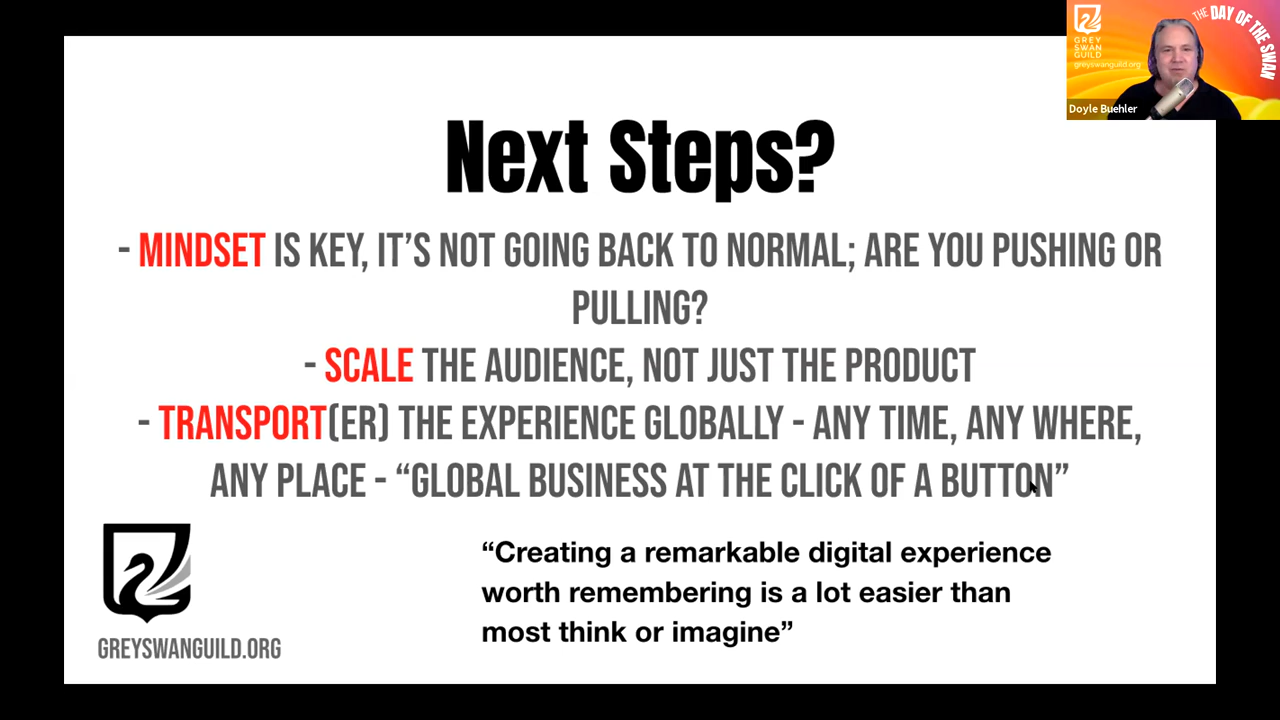 GREY
SWAN
GUILD
greyswanguild.org
THE DAY OF THE SWAN
Doyle Buehler
Next Steps?
- MINDSET IS KEY, IT’S NOT GOING BACK TO NORMAL; ARE YOU PUSHING OR
PULLING?
- SCALE THE AUDIENCE, NOT JUST THE PRODUCT
- TRANSPORT(ER) THE EXPERIENCE GLOBALLY - ANY TIME, ANY WHERE,
ANY PLACE - “GLOBAL BUSINESS AT THE CLICK OF A BUTTON”
“Creating a remarkable digital experience
worth remembering is a lot easier than
most think or imagine”
GREYSWANGUILD.ORG